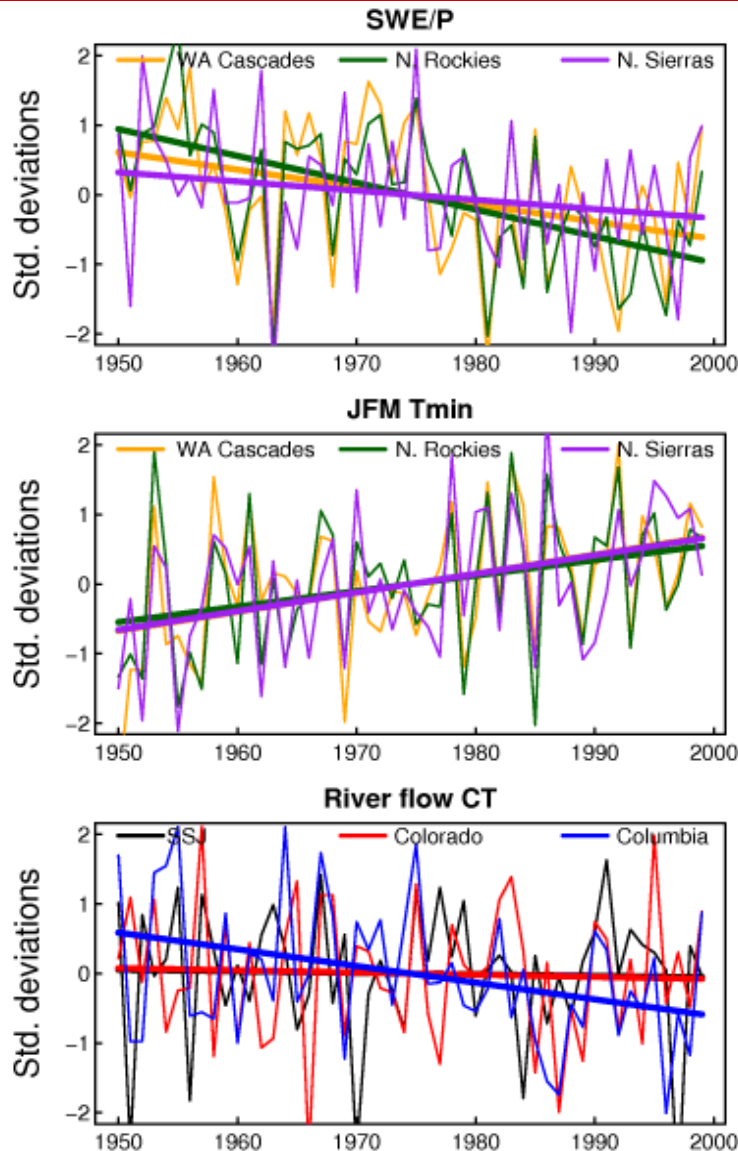 SWE/P
WA Cascades N. Rockies N. Sierras
Std. deviations
2
1
0
−1
−2
1950 1960 1970 1980 1990 2000
JFM Tmin
WA Cascades N. Rockies N. Sierras
Std. deviations
2
1
0
−1
−2
1950 1960 1970 1980 1990 2000
River flow CT
SSJ Colorado Columbia
Std. deviations
2
1
0
−1
−2
1950 1960 1970 1980 1990 2000